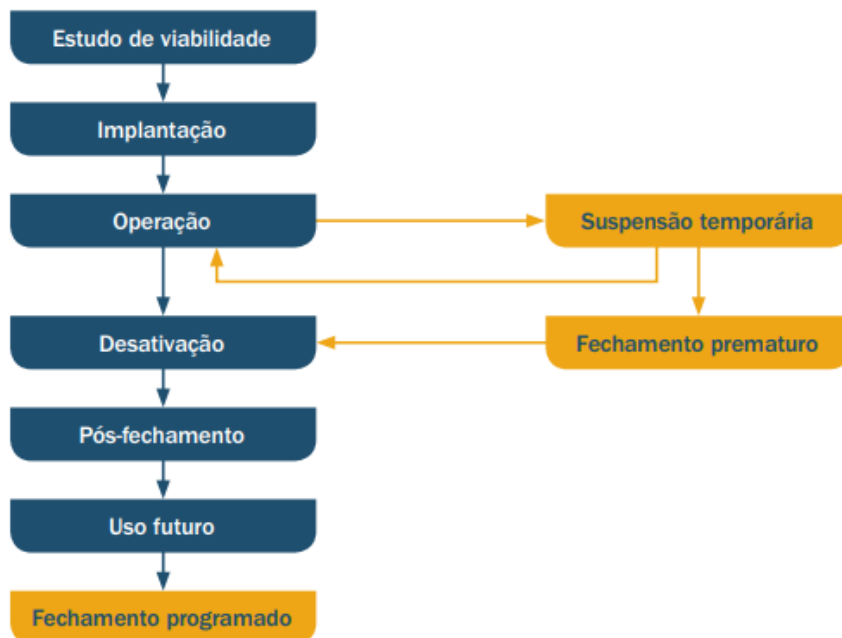 Estudo de viabilidade
Implantação
Operação
Suspensão temporária
Desativação
Fechamento prematuro
Pós-fechamento
Uso futuro
Fechamento programado